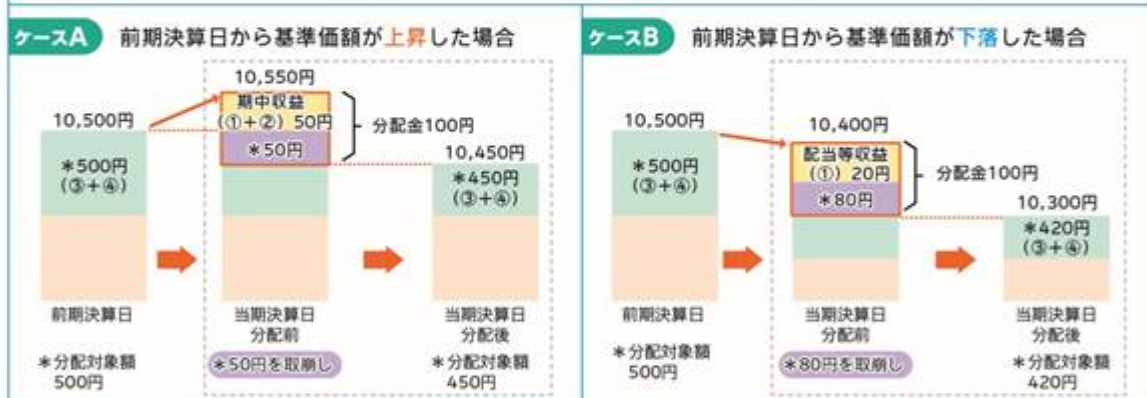 ケースA 前期決算日から基準価額が上昇した場合
10,550円
期中収益
(①+②) 50円
*50円
分配金100円
10,500円
*500円
(③+④)
10,450円
*450円
(③+④)
前期決算日
当期決算日
分配前
当期決算日
分配後
*分配対象額
500円
*50円を取崩し
*分配対象額
450円
ケースB 前期決算日から基準価額が下落した場合
10,500円
*500円
(③+④)
10,400円
配当等収益
(①) 20円
*80円
分配金100円
10,300円
*420円
(③+④)
前期決算日
当期決算日
分配前
当期決算日
分配後
*分配対象額
500円
*80円を取崩し
*分配対象額
420円